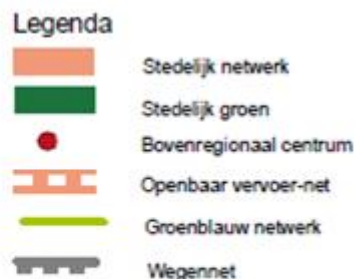 Legenda
Stedelijk netwerk
Stedelijk groen
Bovenregionaal centrum
Openbaar vervoer-net
Groenblauw netwerk
Wegennet